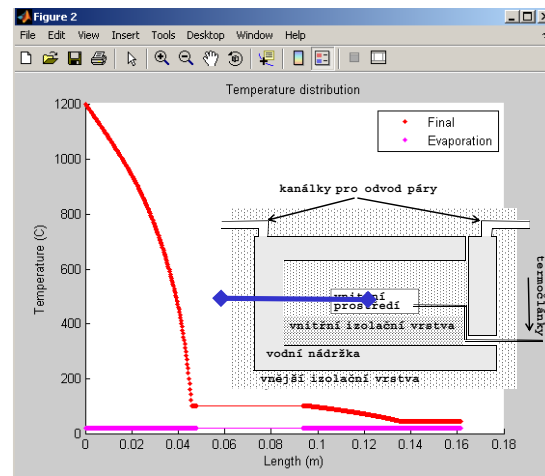 Figure 2
File Edit View Insert Tools Desktop Window Help
Temperature distribution
1200
1000
800
600
400
200
0
Temperature (C)
0
0.02
0.04
0.06
0.08
0.1
0.12
0.14
0.16
0.18
Length (m)
Final
Evaporation
kanálky pro odvod páry
termočlánky
prostředí
vnitřní izolační vrstva
vodní nádržka
vnější izolační vrstva